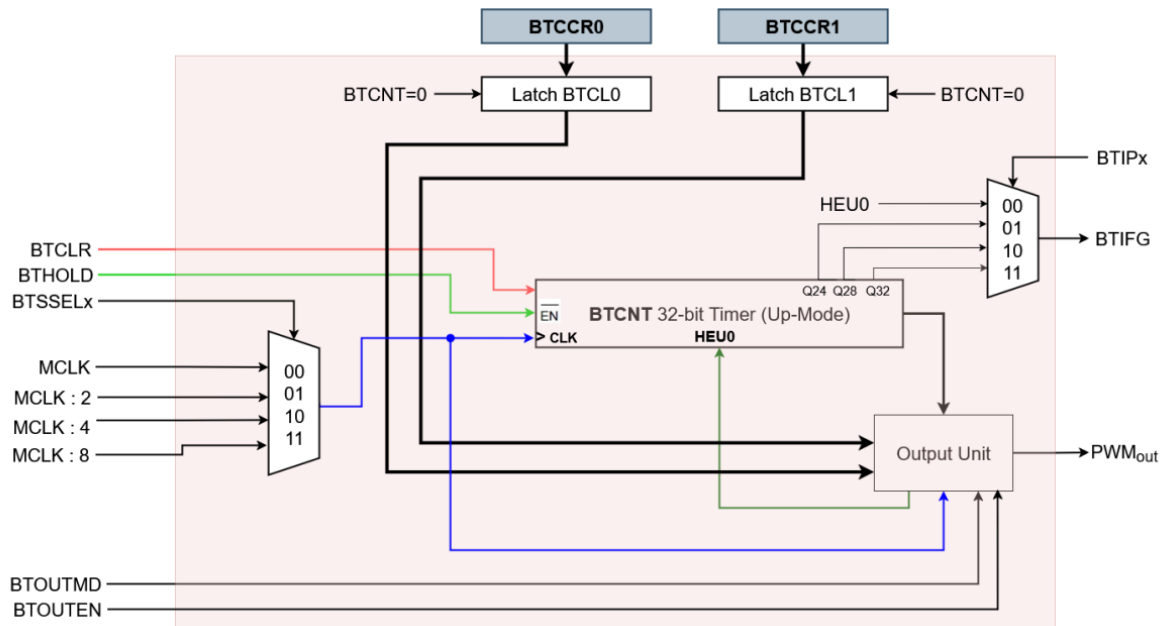 BTCCR0
BTCCR1
BTCNT=0
Latch BTCL0
Latch BTCL1
BTCNT=0
BTIPx
HEU0
00
01
10
11
BTIFG
BTCLR
BTHOLD
BTSSELx
Q24 Q28 Q32
EN
BTCNT 32-bit Timer (Up-Mode)
> CLK
HEU0
MCLK
MCLK : 2
MCLK : 4
MCLK : 8
00
01
10
11
Output Unit
PWMout
BTOUTMD
BTOUTEN